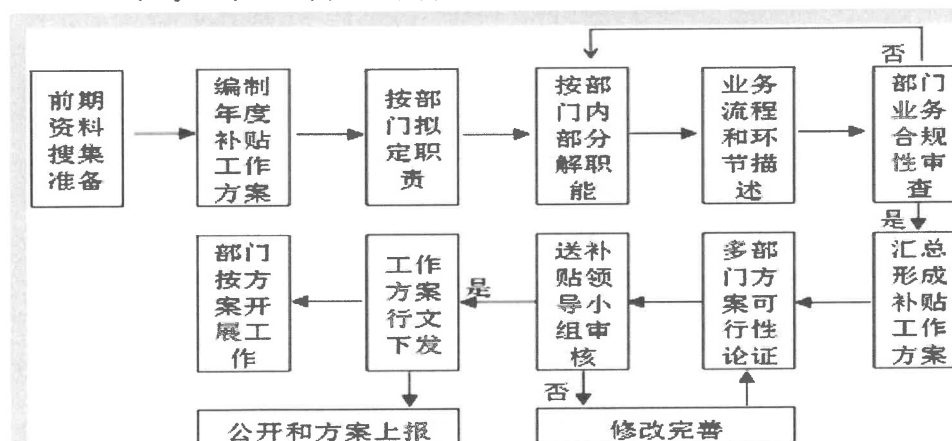 前期
资料
搜集
准备
编制
年度
补贴
工作
方案
按部
门拟
定职
责
按部
门内
部分
解职
能
业务
流程
和环
节描
述
否
部门
业务
合规
性审
查
是
汇总
形成
补贴
工作
方案
多部
门方
案可
行性
论证
送补
贴领
导小
组审
核
是
工作
方案
行文
下发
部门
按方
案开
展工
作
否
公开和方案上报
修改完善